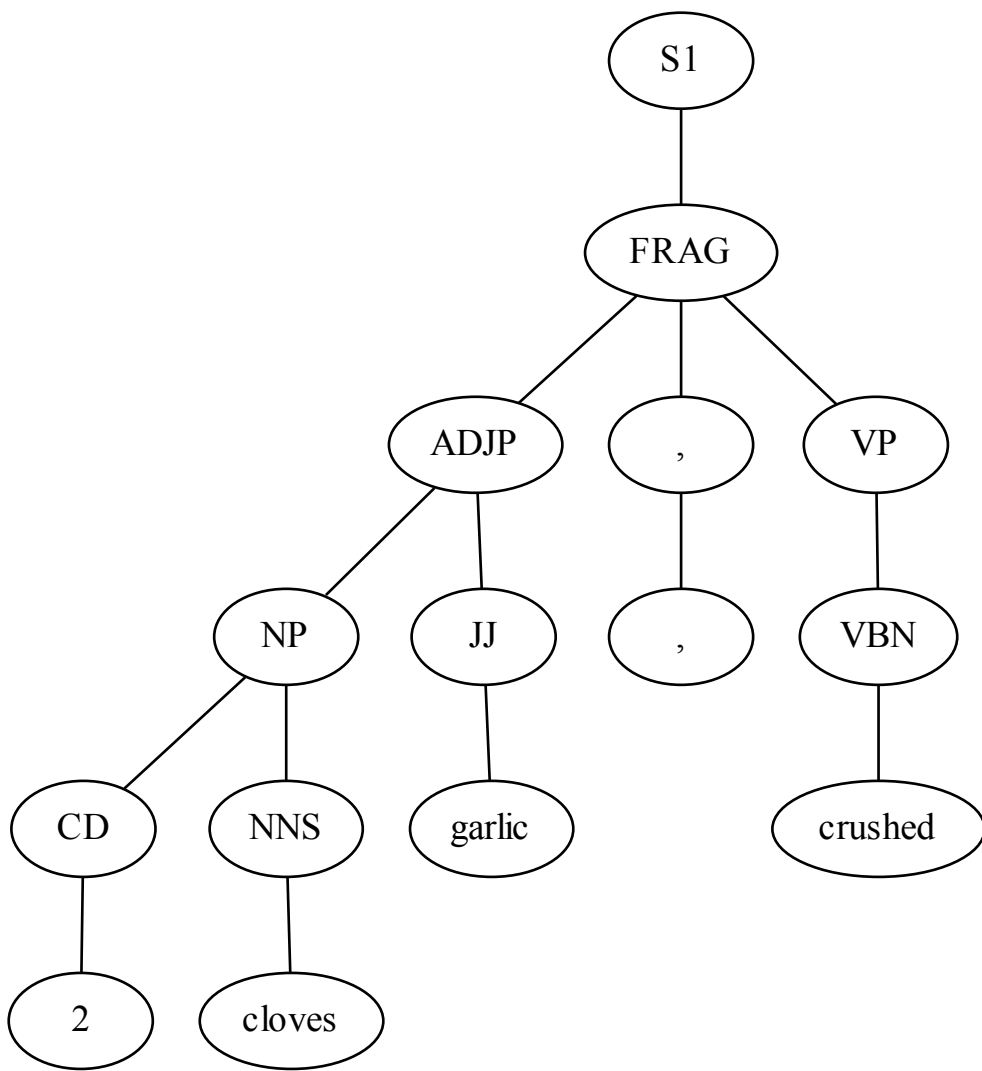 S1
FRAG
ADJP , VP
NP JJ , VBN
CD NNS garlic crushed
2 cloves